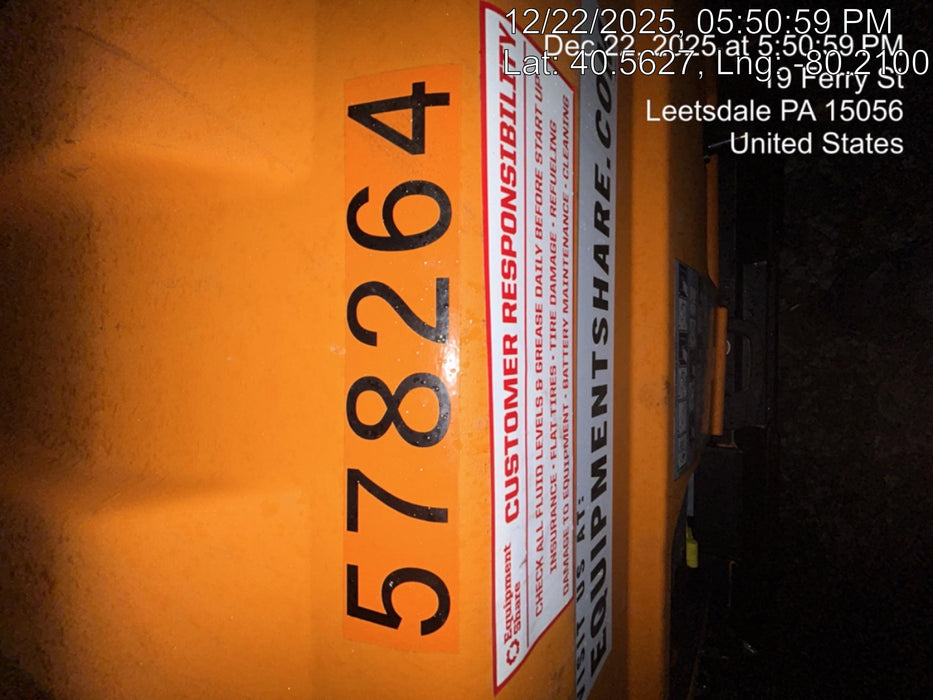 12/22/2025, 05:50:59 PM
Dec 22, 2025 at 5:50:59 PM
Lat: 40.5627, Lng: -80.2100
19 Ferry St
Leetsdale PA 15056
United States
578264
Equipment
Share
CUSTOMER RESPONSIBILITY
CHECK ALL FLUID LEVELS & GREASE DAILY BEFORE START UP
INSURANCE · FLAT TIRES · TIRE DAMAGE · REFUELING
DAMAGE TO EQUIPMENT · BATTERY MAINTENANCE · CLEANING
VISIT US AT:
EQUIPMENTSHARE.CO